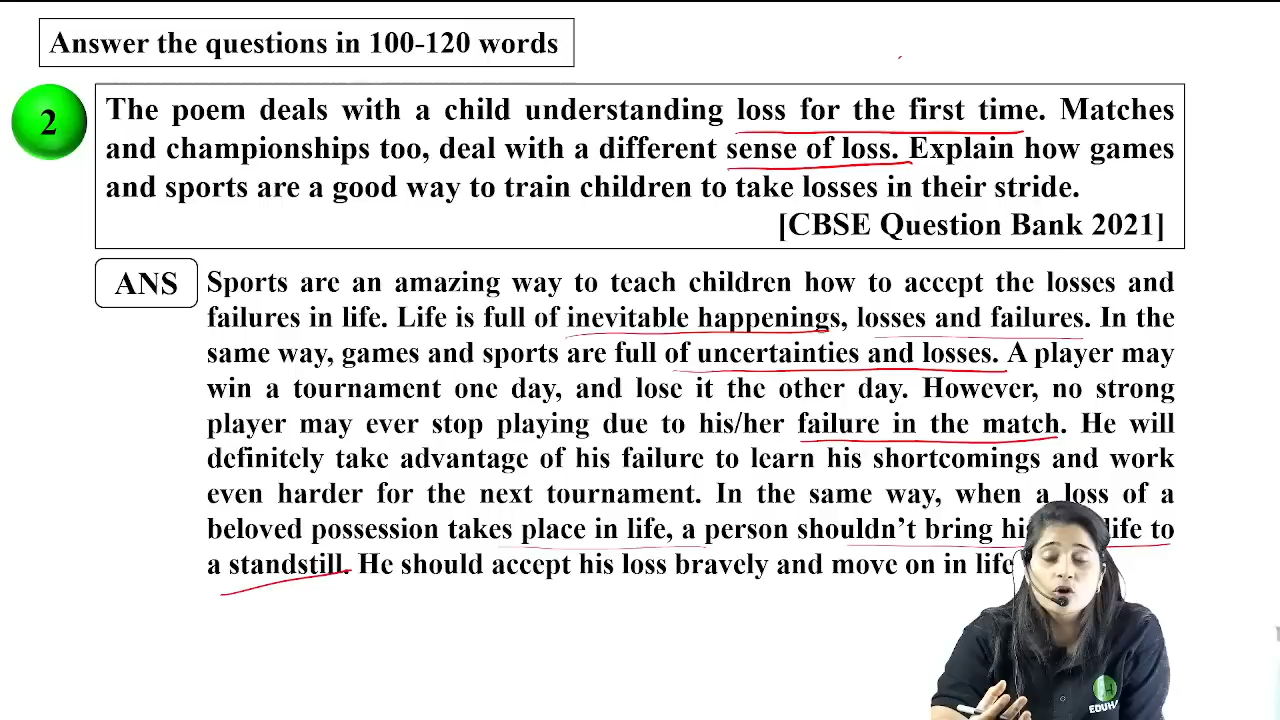 Answer the questions in 100-120 words
2
The poem deals with a child understanding loss for the first time. Matches
and championships too, deal with a different sense of loss. Explain how games
and sports are a good way to train children to take losses in their stride.
[CBSE Question Bank 2021]
ANS
Sports are an amazing way to teach children how to accept the losses and
failures in life. Life is full of inevitable happenings, losses and failures. In the
same way, games and sports are full of uncertainties and losses. A player may
win a tournament one day, and lose it the other day. However, no strong
player may ever stop playing due to his/her failure in the match. He will
definitely take advantage of his failure to learn his shortcomings and work
even harder for the next tournament. In the same way, when a loss of a
beloved possession takes place in life, a person shouldn't bring life to
a standstill. He should accept his loss bravely and move on in life